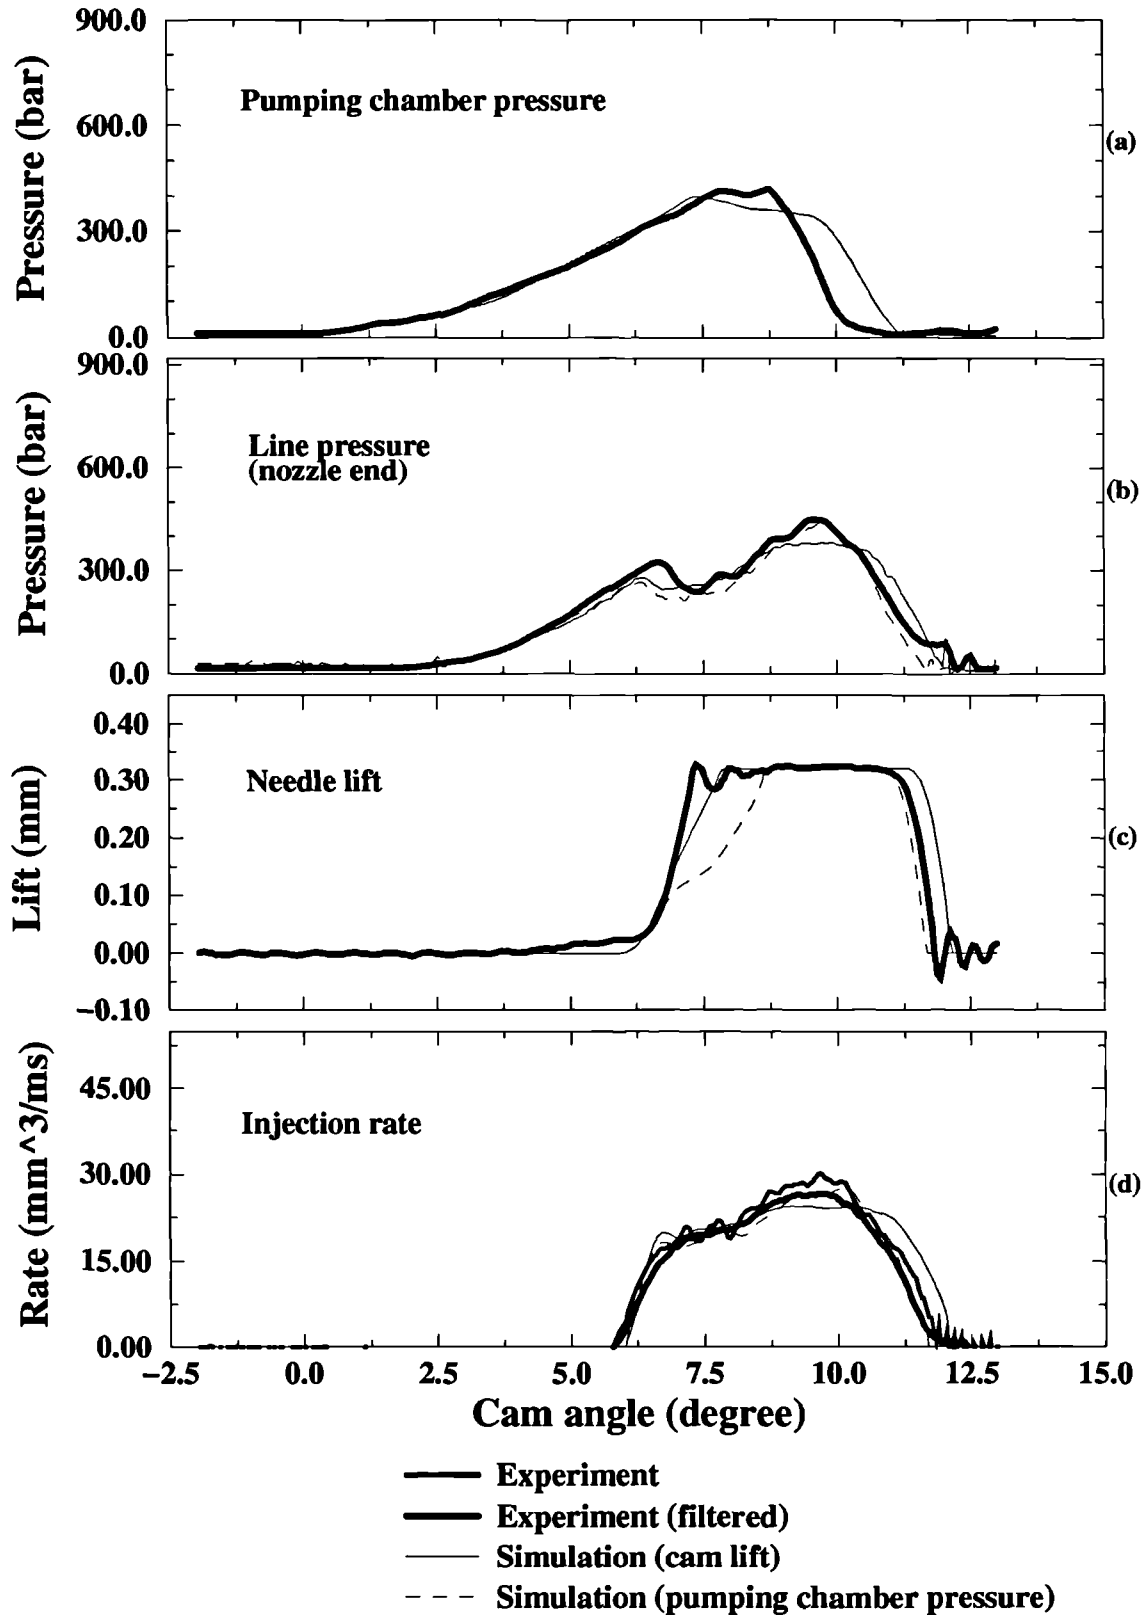 900.0
600.0
300.0
0.0
Pressure (bar)
Pumping chamber pressure
(a)
900.0
600.0
300.0
0.0
Pressure (bar)
Line pressure
(nozzle end)
(b)
0.40
0.30
0.20
0.10
0.00
−0.10
Lift (mm)
Needle lift
(c)
45.00
30.00
15.00
0.00
Rate (mm^3/ms)
Injection rate
(d)
−2.5 0.0 2.5 5.0 7.5 10.0 12.5 15.0
Cam angle (degree)
Experiment
Experiment (filtered)
Simulation (cam lift)
Simulation (pumping chamber pressure)